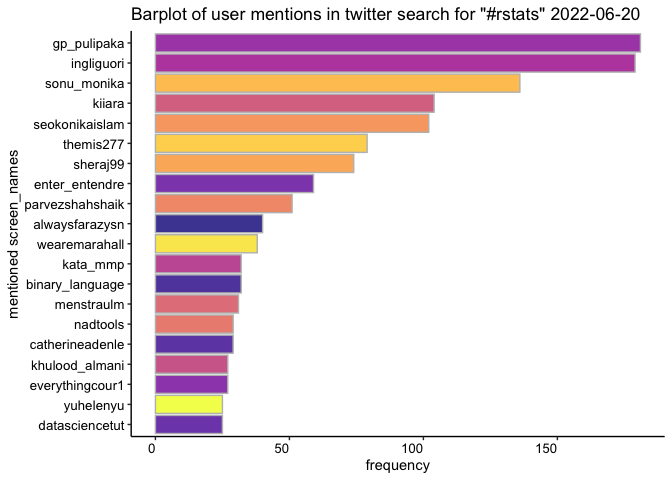 Barplot of user mentions in twitter search for "#rstats" 2022-06-20
mentioned screen_names
gp_pulipaka
ingliguori
sonu_monika
kiiara
seokonikaislam
themis277
sheraj99
enter_entendre
parvezshahshaik
alwaysfarazysn
wearemarahall
kata_mmp
binary_language
menstraulm
nadtools
catherineadenle
khulood_almani
everythingcour1
yuhelenyu
datasciencetut
0 50 100 150
frequency